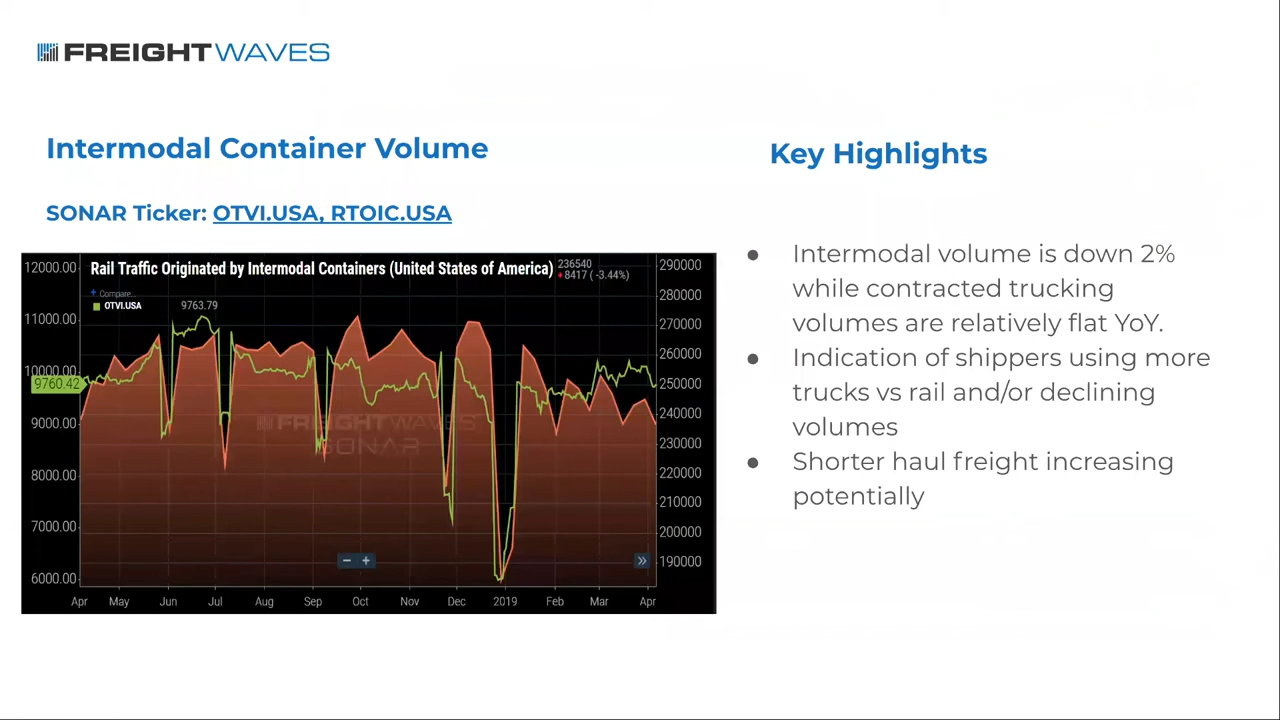 FREIGHTWAVES
Intermodal Container Volume
SONAR Ticker: OTVI.USA, RTOIC.USA
Rail Traffic Originated by Intermodal Containers (United States of America)
236540
8417 ( -3.44%)
+ Compare...
OTVI.USA
9763.79
12000.00
11000.00
10000.00
9760.42
9000.00
8000.00
7000.00
6000.00
290000
280000
270000
260000
250000
240000
230000
220000
210000
200000
190000
FREIGHTWAVES
SONAR
− +
»
Apr May Jun Jul Aug Sep Oct Nov Dec 2019 Feb Mar Apr
Key Highlights
● Intermodal volume is down 2%
while contracted trucking
volumes are relatively flat YoY.
● Indication of shippers using more
trucks vs rail and/or declining
volumes
● Shorter haul freight increasing
potentially